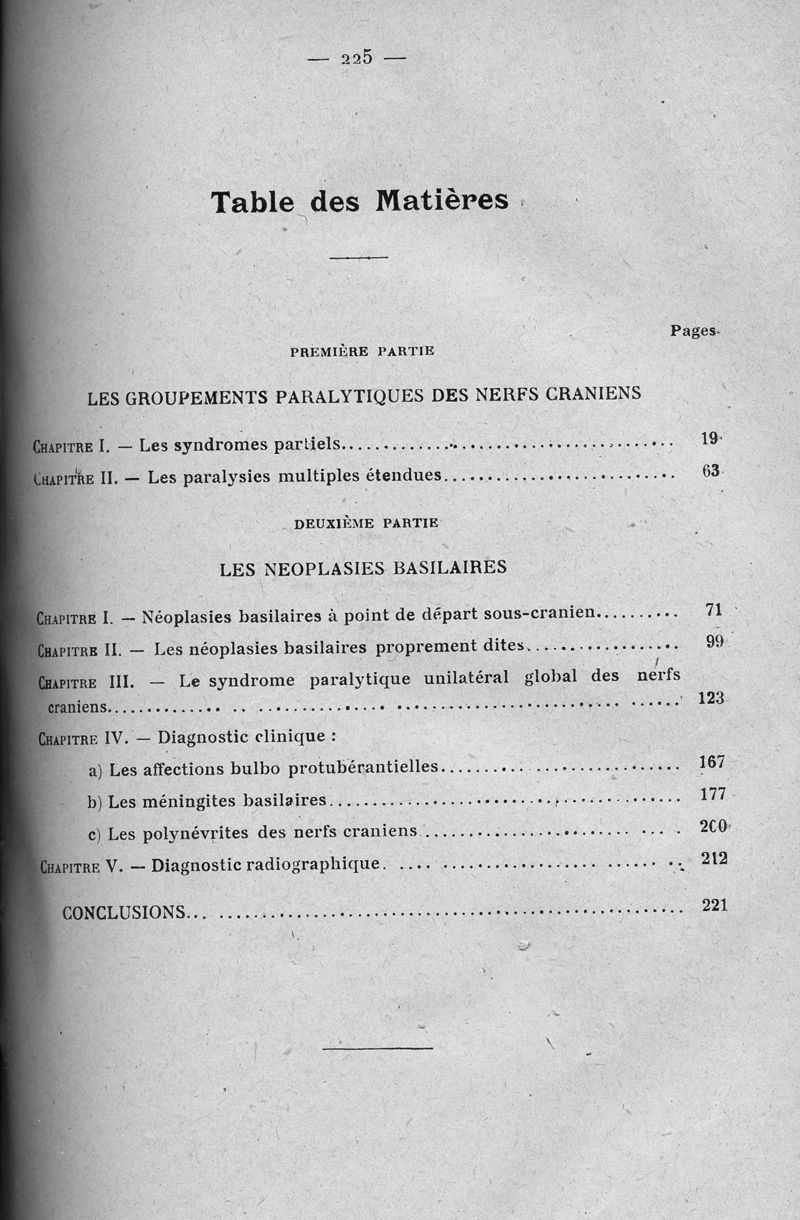 — 225 —
Table des Matières
Pages
PREMIÈRE PARTIE
LES GROUPEMENTS PARALYTIQUES DES NERFS CRANIENS
CHAPITRE I. — Les syndromes partiels 19
CHAPITRE II. — Les paralysies multiples étendues 63
DEUXIÈME PARTIE
LES NEOPLASIES BASILAIRES
CHAPITRE I. — Néoplasies basilaires à point de départ sous-cranien 71
CHAPITRE II. — Les néoplasies basilaires proprement dites 99
CHAPITRE III. — Le syndrome paralytique unilatéral global des nerfs
craniens 123
CHAPITRE IV. — Diagnostic clinique :
a) Les affections bulbo protubérantielles 167
b) Les méningites basilaires 177
c) Les polynévrites des nerfs craniens 200
CHAPITRE V. — Diagnostic radiographique 212
CONCLUSIONS 221